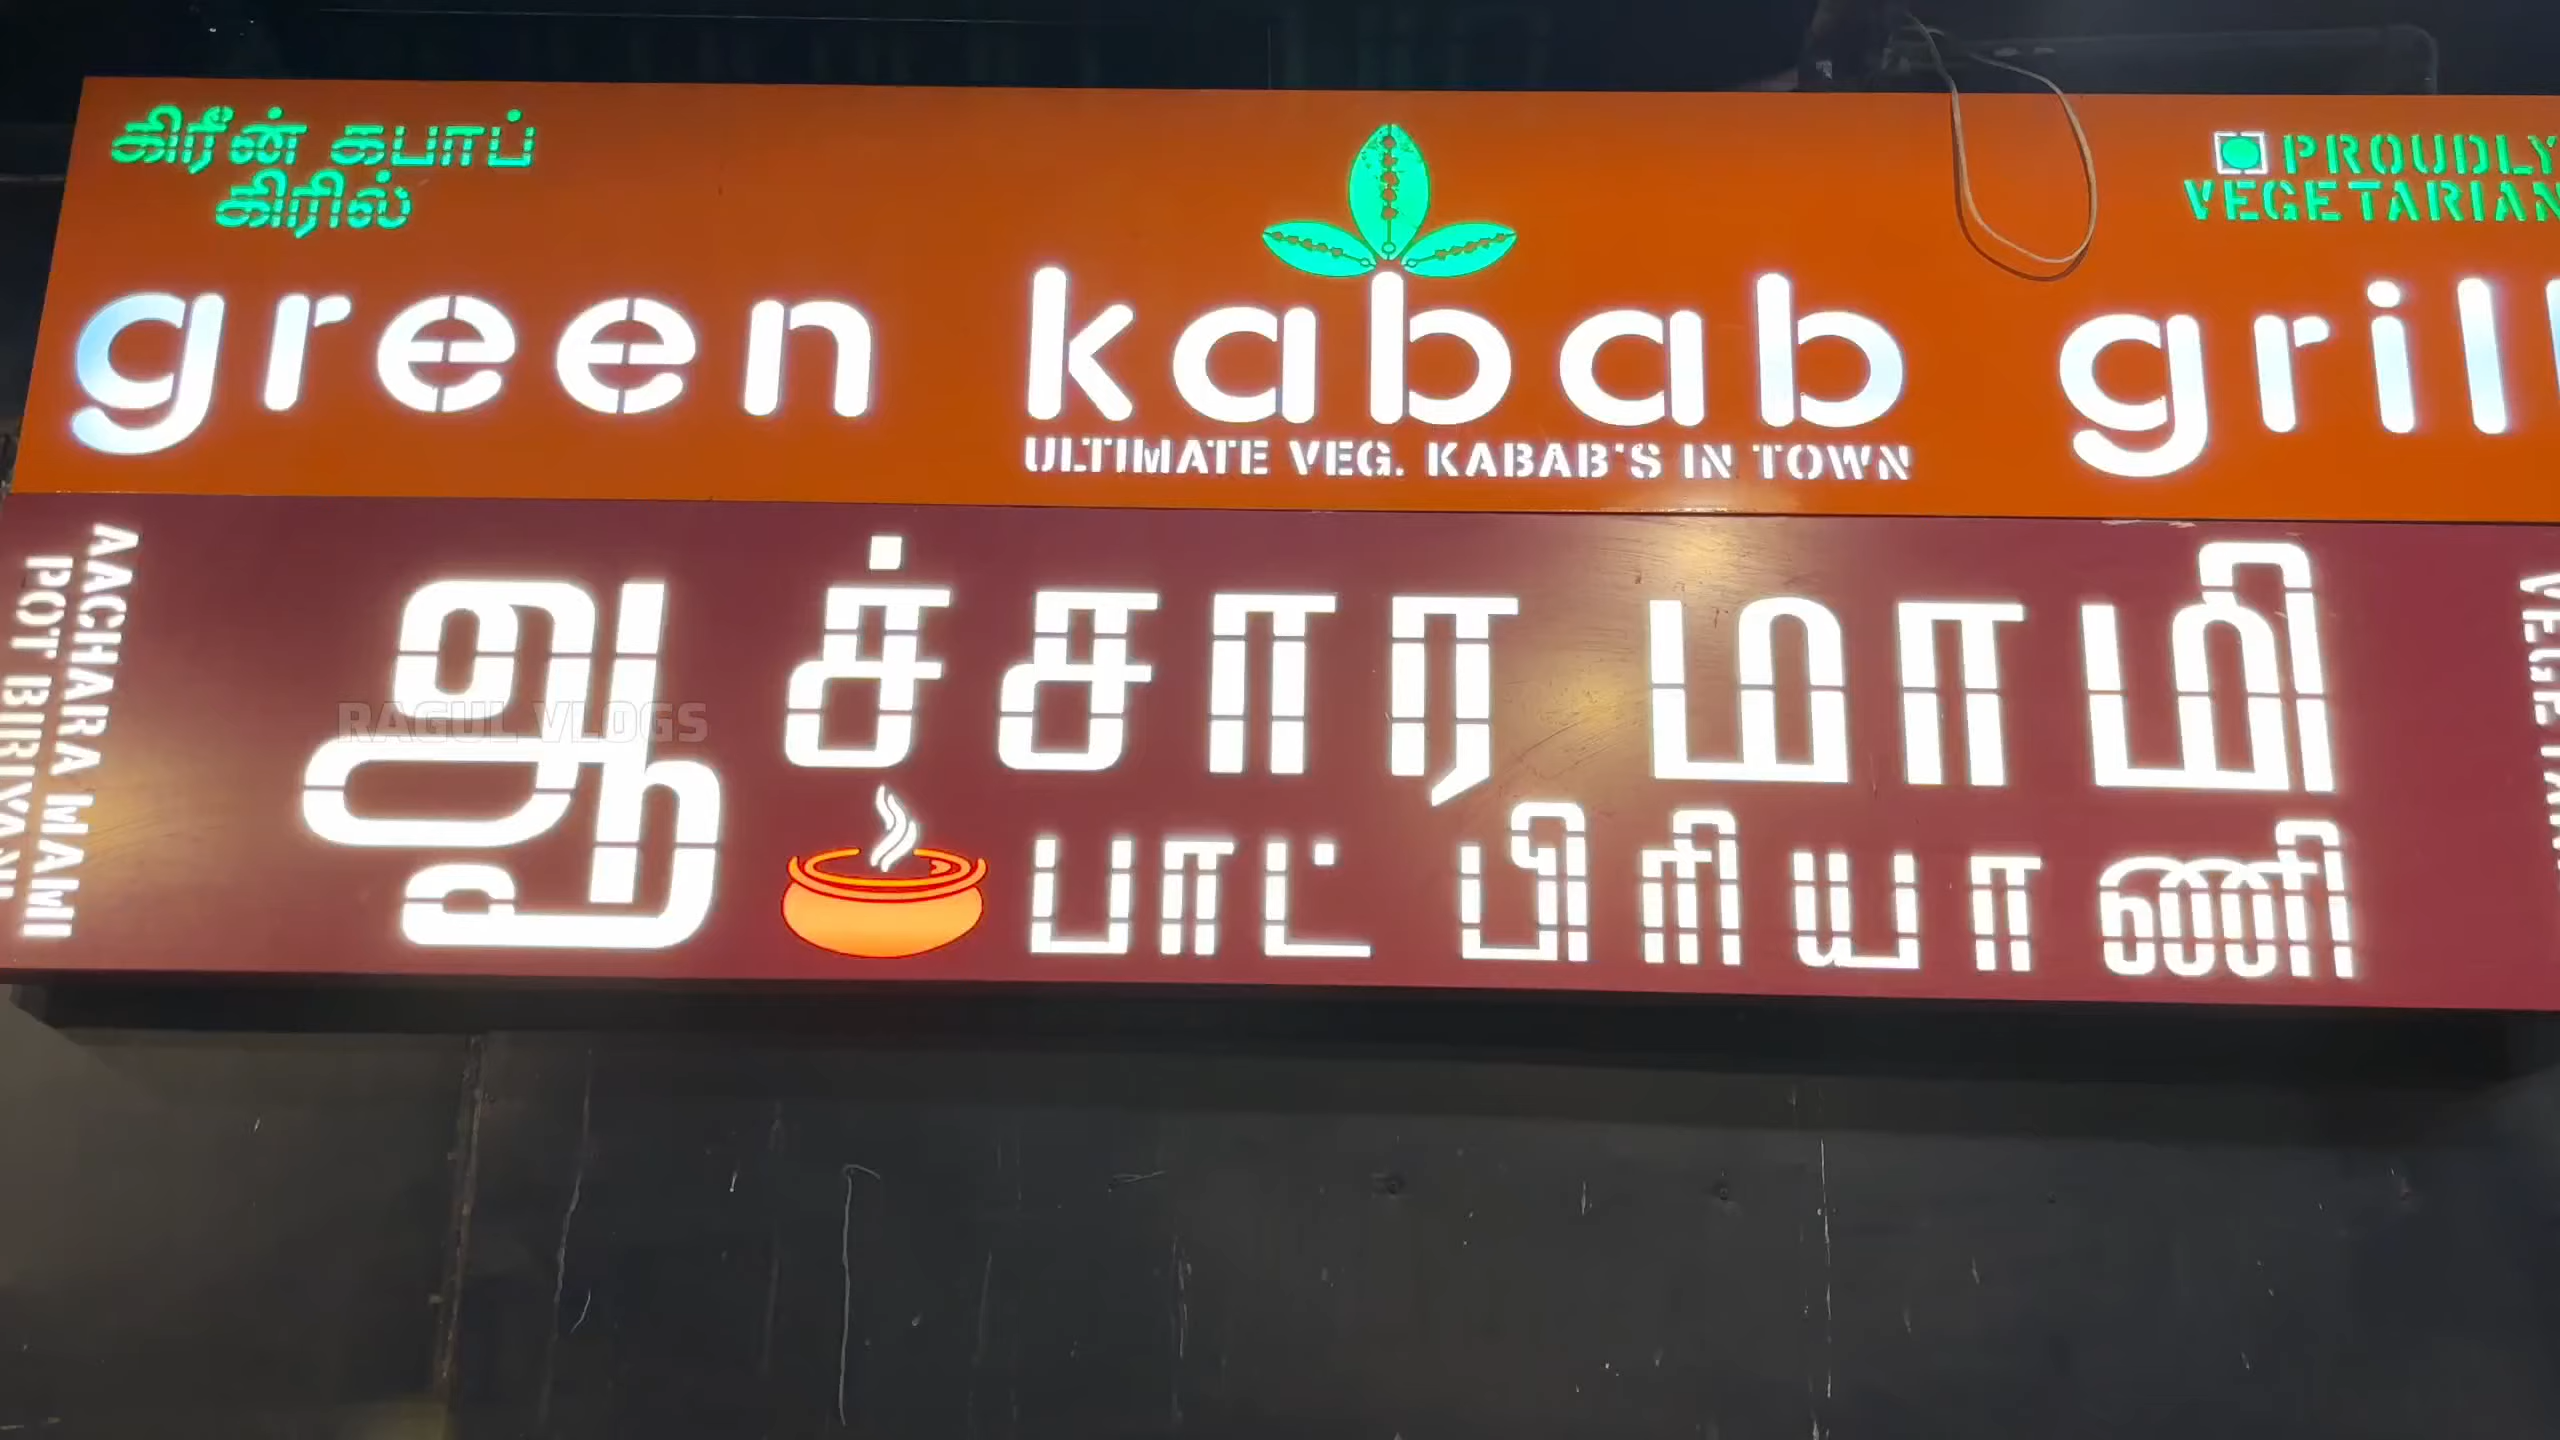 கிரீன் கபாப்
கிரில்
PROUDLY
VEGETARIAN
green kabab grill
ULTIMATE VEG. KABAB'S IN TOWN
AACHARA MAMI
POT BIRIYANI
ஆச்சார மாமி
பாட் பிரியாணி
RAGUL VLOGS